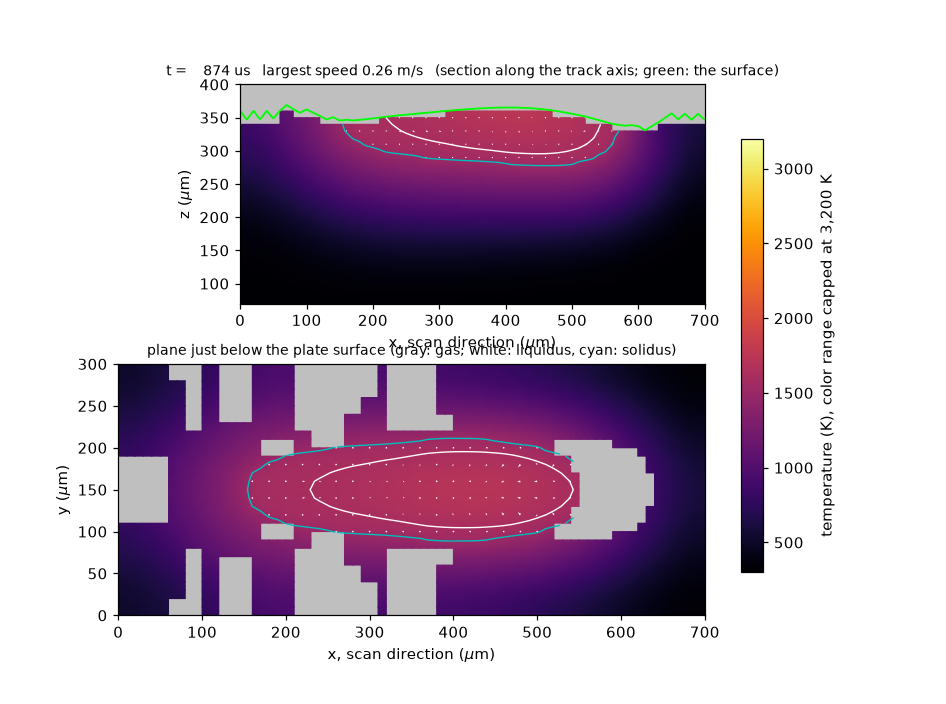 t =    874 us   largest speed 0.26 m/s   (section along the track axis; green: the surface)
400
350
300
250
200
150
100
z (μm)
0 100 200 300 400 500 600 700
x, scan direction (μm)
plane just below the plate surface (gray: gas; white: liquidus, cyan: solidus)
300
250
200
150
100
50
0
y (μm)
0 100 200 300 400 500 600 700
x, scan direction (μm)
3000
2500
2000
1500
1000
500
temperature (K), color range capped at 3,200 K